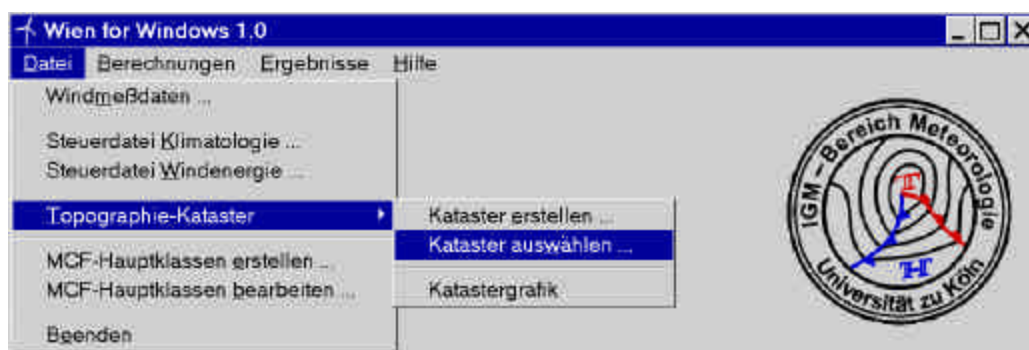 Wien for Windows 1.0
Datei Berechnungen Ergebnisse Hilfe
Windmeßdaten ...
Steuerdatei Klimatologie ...
Steuerdatei Windenergie ...
Topographie-Kataster
Kataster erstellen ...
Kataster auswählen ...
Katastergrafik
MCF-Hauptklassen erstellen ...
MCF-Hauptklassen bearbeiten ...
Beenden
IGM - Bereich Meteorologie
T
H
Universität zu Köln